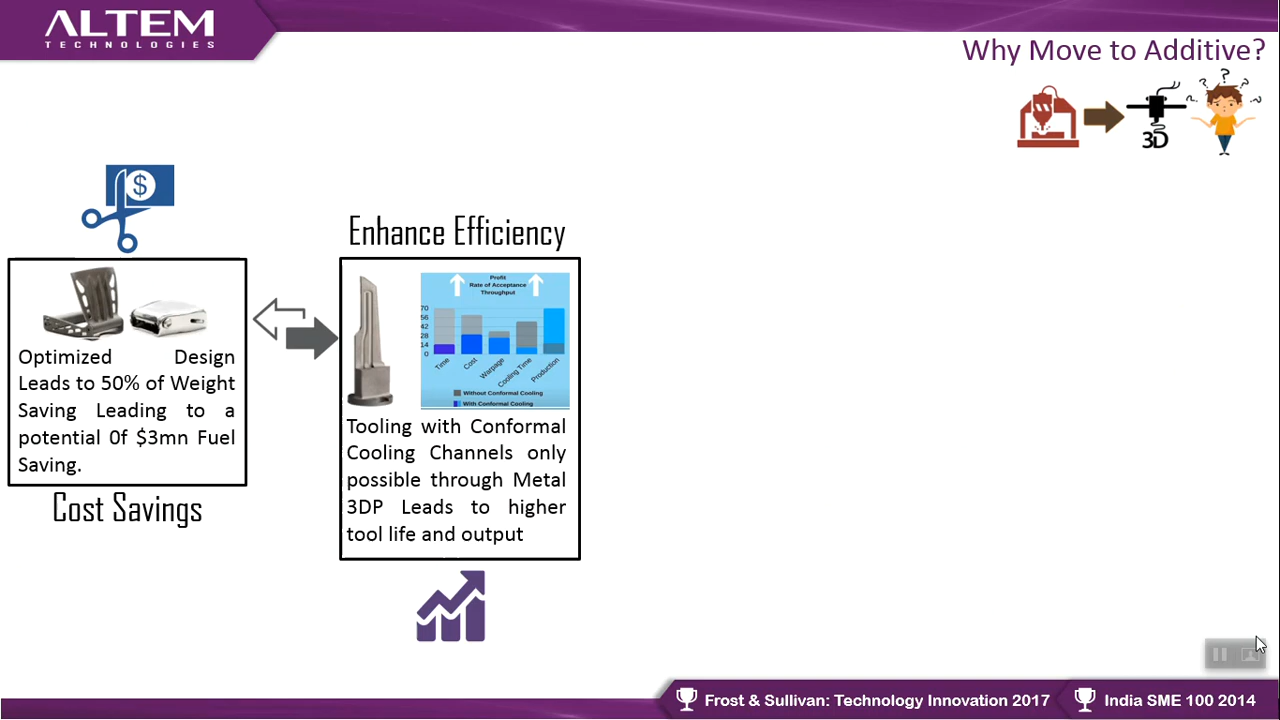 ALTEM
TECHNOLOGIES
Why Move to Additive?
? ? ? ? ?
3D
$
Enhance Efficiency
Optimized Design
Leads to 50% of Weight
Saving Leading to a
potential 0f $3mn Fuel
Saving.
Cost Savings
Profit
Rate of Acceptance
Throughput
70
56
42
28
14
0
Time
Cost
Warpage
Cooling Time
Production
Without Conformal Cooling
With Conformal Cooling
Tooling with Conformal
Cooling Channels only
possible through Metal
3DP Leads to higher
tool life and output
Frost & Sullivan: Technology Innovation 2017
India SME 100 2014